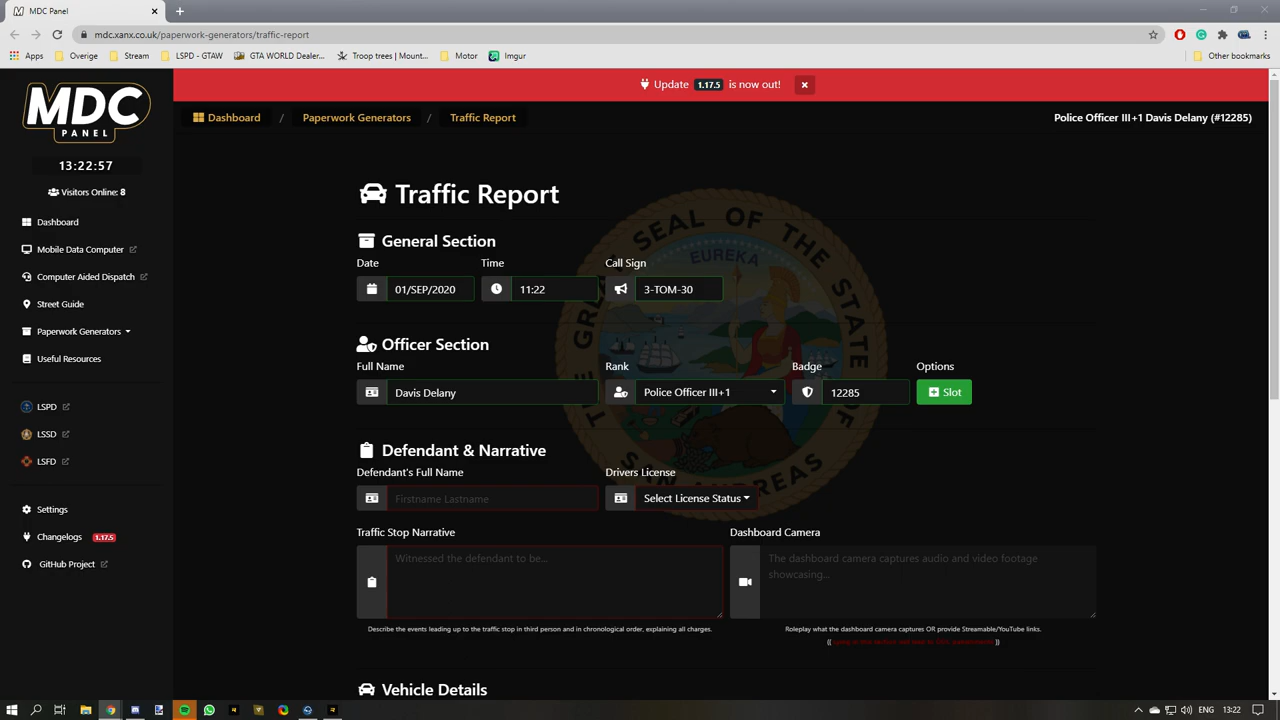 MDC Panel
mdc.xanx.co.uk/paperwork-generators/traffic-report
Apps
Overige
Stream
LSPD - GTAW
GTA WORLD Dealer...
Troop trees | Mount...
Motor
Imgur
Other bookmarks
MDC
PANEL
13:22:57
Visitors Online: 8
Dashboard
Mobile Data Computer
Computer Aided Dispatch
Street Guide
Paperwork Generators
Useful Resources
LSPD
LSSD
LSFD
Settings
Changelogs 1.17.5
GitHub Project
Update 1.17.5 is now out!
Dashboard / Paperwork Generators / Traffic Report
Police Officer III+1 Davis Delany (#12285)
Traffic Report
General Section
Date Time Call Sign
01/SEP/2020 11:22 3-TOM-30
Officer Section
Full Name Rank Badge Options
Davis Delany Police Officer III+1 12285 Slot
Defendant & Narrative
Defendant's Full Name Drivers License
Firstname Lastname Select License Status
Traffic Stop Narrative Dashboard Camera
Witnessed the defendant to be...
The dashboard camera captures audio and video footage
showcasing...
Describe the events leading up to the traffic stop in third person and in chronological order, explaining all charges.
Roleplay what the dashboard camera captures OR provide Streamable/YouTube links.
Vehicle Details
SEAL OF THE
EUREKA
ENG 13:22